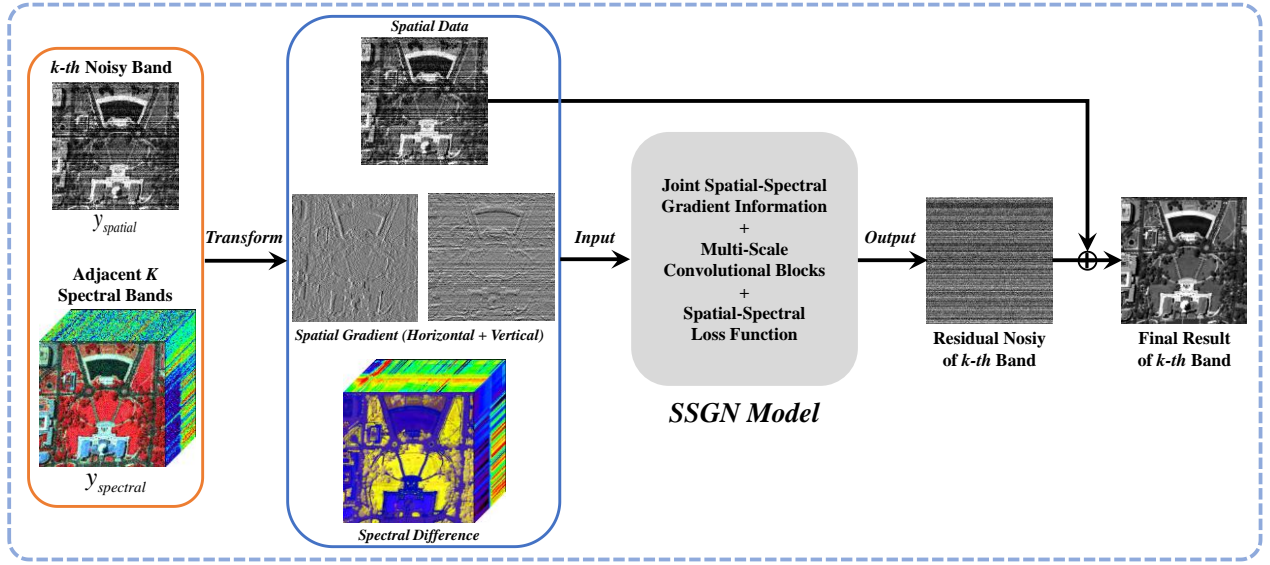 k-th Noisy Band
y_spatial
Adjacent K
Spectral Bands
y_spectral
Transform
Spatial Data
Spatial Gradient (Horizontal + Vertical)
Spectral Difference
Input
Joint Spatial-Spectral
Gradient Information
+
Multi-Scale
Convolutional Blocks
+
Spatial-Spectral
Loss Function
SSGN Model
Output
Residual Nosiy
of k-th Band
Final Result
of k-th Band